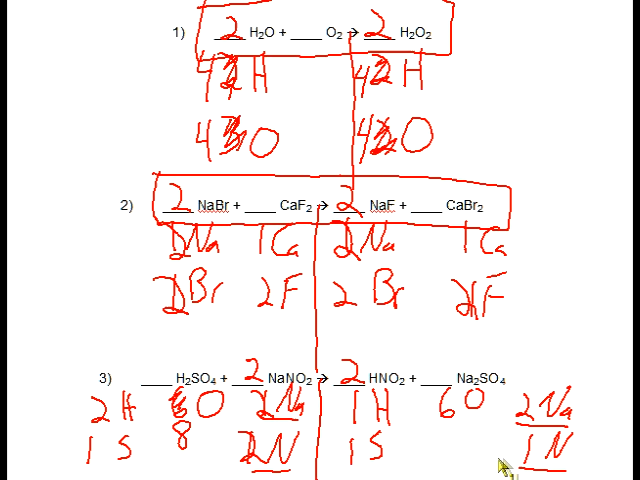 1) 2 H2O + ____ O2 → 2 H2O2
4 H 4 H
4 O 4 O
2) 2 NaBr + ____ CaF2 → 2 NaF + ____ CaBr2
2 Na 1 Ca 2 Na 1 Ca
2 Br 2 F 2 Br 2 F
3) ____ H2SO4 + 2 NaNO2 → 2 HNO2 + ____ Na2SO4
2 H O 2 Na 1 H 6 O 2 Na
1 S 8 2 N 1 S 1 N